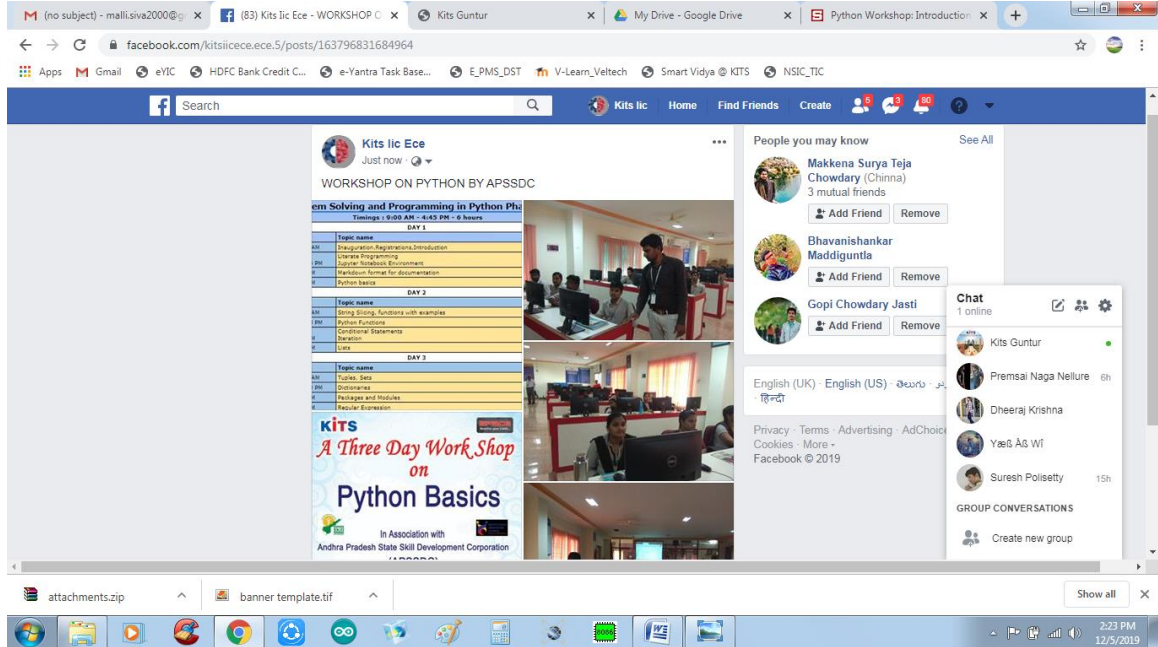 (no subject) - malli.siva2000@g
(83) Kits Iic Ece - WORKSHOP O
Kits Guntur
My Drive - Google Drive
Python Workshop: Introduction
facebook.com/kitsiicece.ece.5/posts/163796831684964
Apps
Gmail
eYIC
HDFC Bank Credit C...
e-Yantra Task Base...
E_PMS_DST
V-Learn_Veltech
Smart Vidya @ KITS
NSIC_TIC
Search
Kits Iic
Home
Find Friends
Create
5
3
80
Kits Iic Ece
Just now
WORKSHOP ON PYTHON BY APSSDC
em Solving and Programming in Python Pha
Timings : 9:00 AM - 4:45 PM - 6 hours
DAY 1
Topic name
Inauguration,Registrations,Introduction
Literate Programming
Jupyter Notebook Environment
Markdown format for documentation
Python basics
DAY 2
Topic name
String Slicing, functions with examples
Python Functions
Conditional Statements
Iteration
Lists
DAY 3
Topic name
Tuples, Sets
Dictionaries
Packages and Modules
Regular Expression
KITS
A Three Day Work Shop
on
Python Basics
In Association with
Andhra Pradesh State Skill Development Corporation
(APSSDC)
People you may know
See All
Makkena Surya Teja
Chowdary (Chinna)
3 mutual friends
Add Friend
Remove
Bhavanishankar
Maddiguntla
Add Friend
Remove
Gopi Chowdary Jasti
Add Friend
Remove
English (UK) · English (US) · తెలుగు ·
· हिन्दी
Privacy · Terms · Advertising · AdChoice
Cookies · More
Facebook © 2019
Chat
1 online
Kits Guntur
Premsai Naga Nellure 6h
Dheeraj Krishna
Yæß Àß Wî
Suresh Polisetty 15h
GROUP CONVERSATIONS
Create new group
attachments.zip
banner template.tif
Show all
2:23 PM
12/5/2019